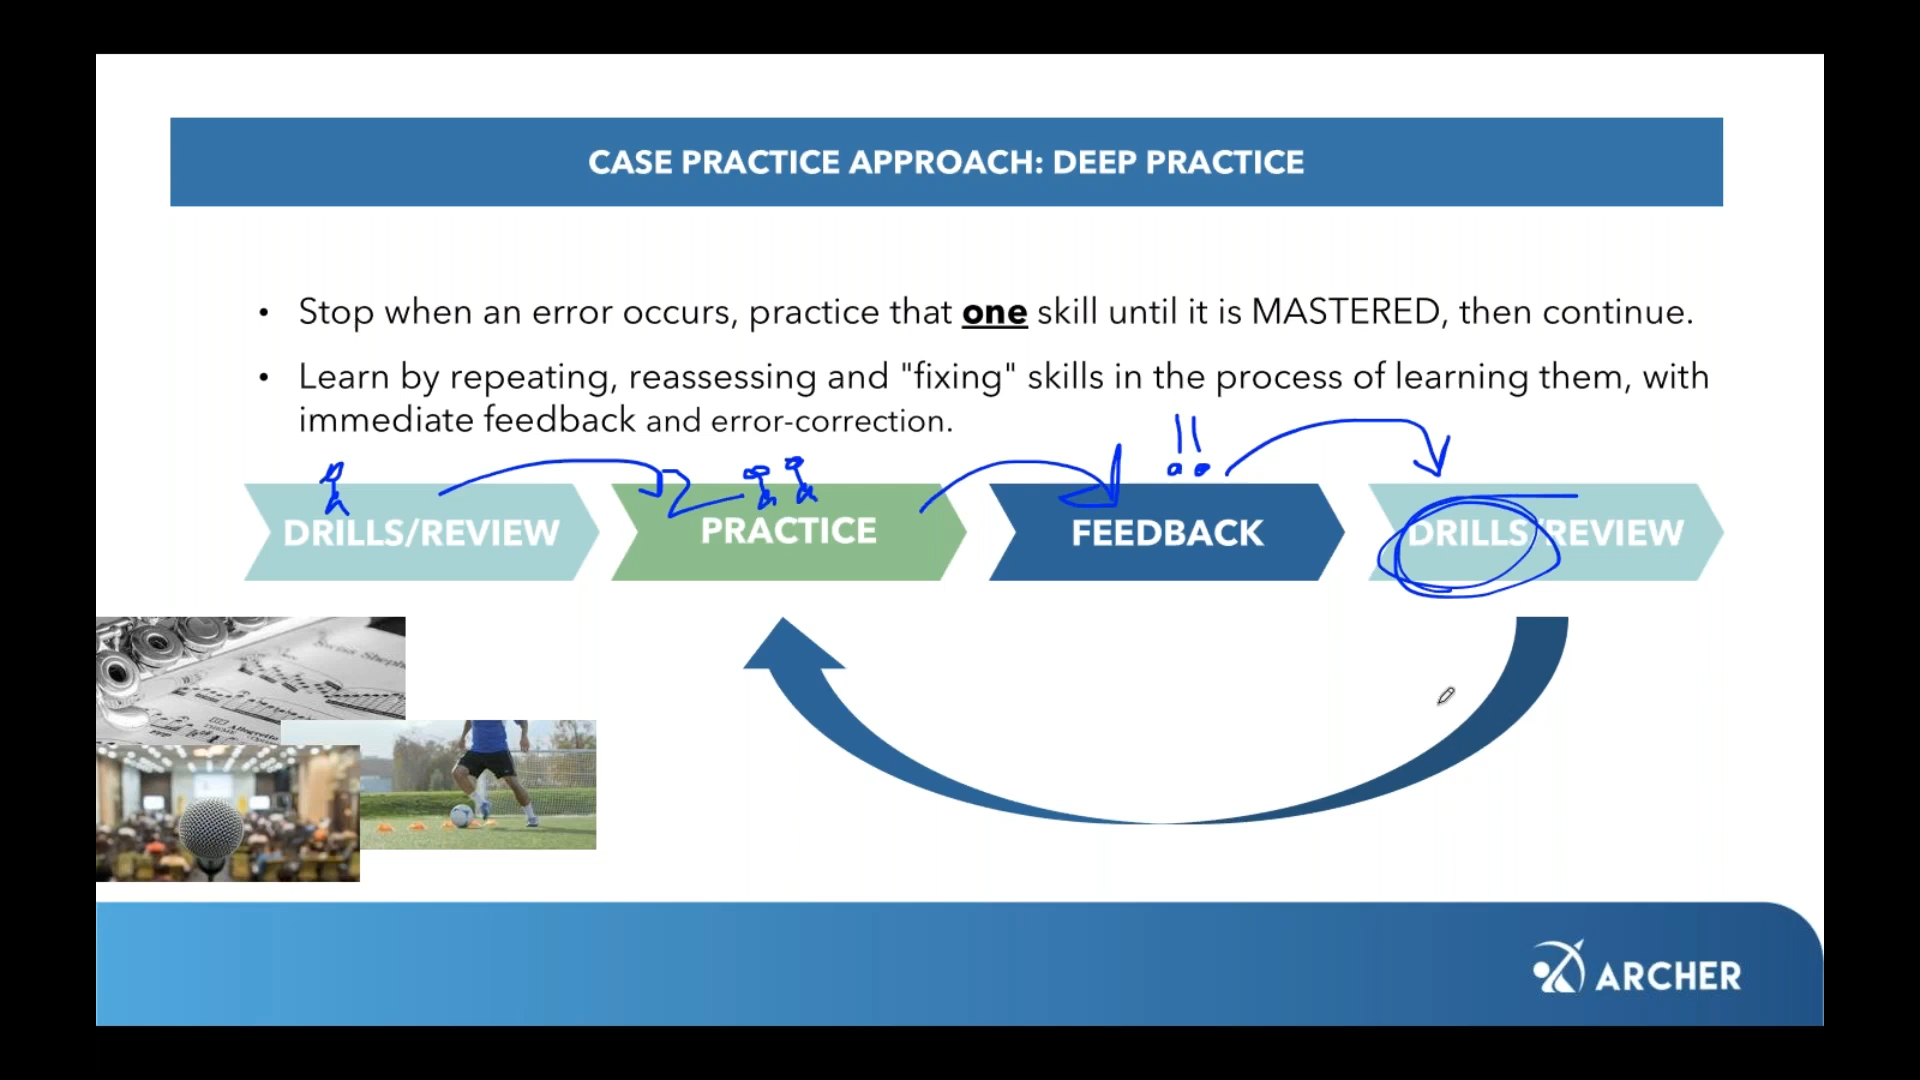 CASE PRACTICE APPROACH: DEEP PRACTICE
• Stop when an error occurs, practice that one skill until it is MASTERED, then continue.
• Learn by repeating, reassessing and "fixing" skills in the process of learning them, with
immediate feedback and error-correction.
!!
DRILLS/REVIEW
PRACTICE
FEEDBACK
DRILLS/REVIEW
ARCHER